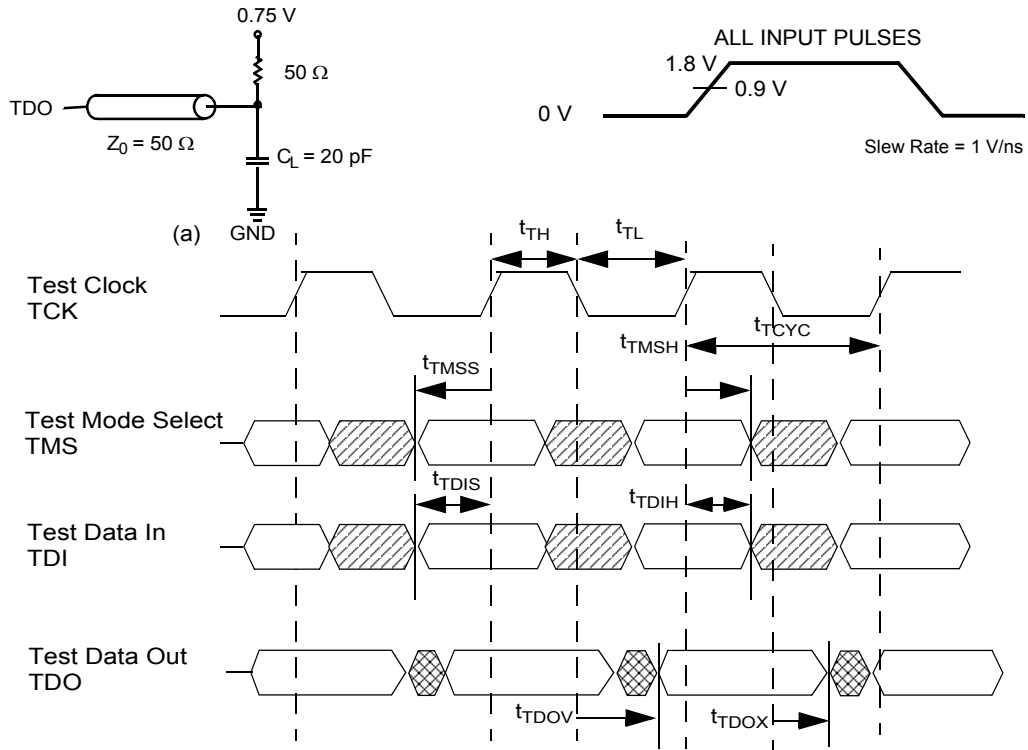 0.75 V
50 Ω
TDO
Z0 = 50 Ω
CL = 20 pF
(a)
GND
ALL INPUT PULSES
1.8 V
0.9 V
0 V
Slew Rate = 1 V/ns
tTH
tTL
Test Clock
TCK
tTCYC
tTMSH
tTMSS
Test Mode Select
TMS
tTDIS
tTDIH
Test Data In
TDI
Test Data Out
TDO
tTDOV
tTDOX